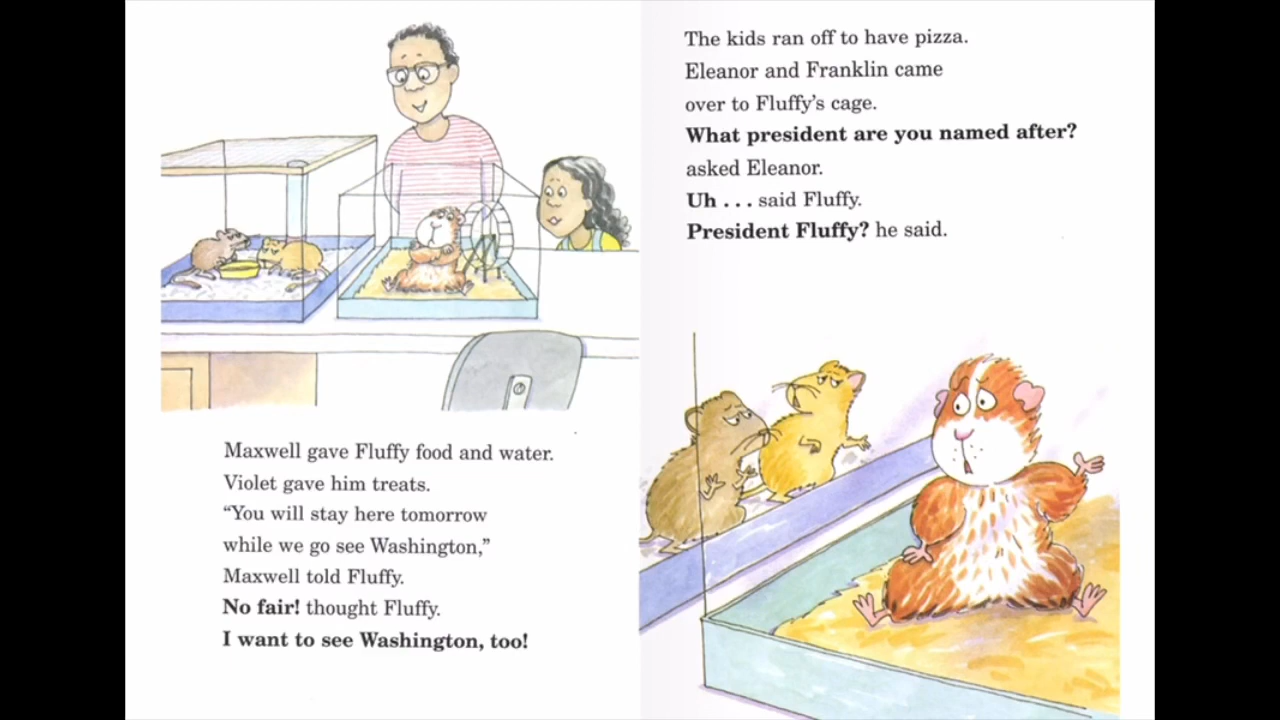 Maxwell gave Fluffy food and water.
Violet gave him treats.
“You will stay here tomorrow
while we go see Washington,”
Maxwell told Fluffy.
No fair! thought Fluffy.
I want to see Washington, too!
The kids ran off to have pizza.
Eleanor and Franklin came
over to Fluffy’s cage.
What president are you named after?
asked Eleanor.
Uh . . . said Fluffy.
President Fluffy? he said.